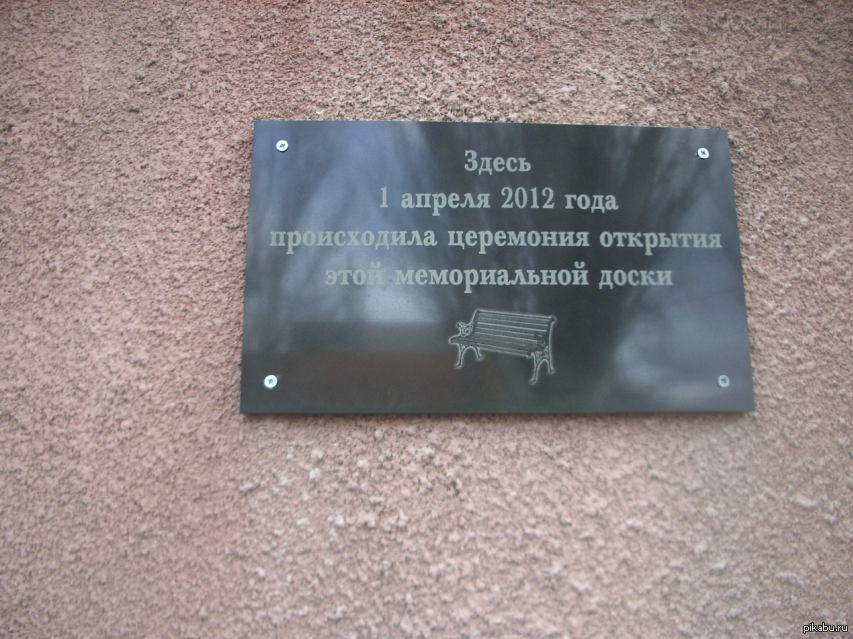 Здесь
1 апреля 2012 года
происходила церемония открытия
этой мемориальной доски
pikabu.ru